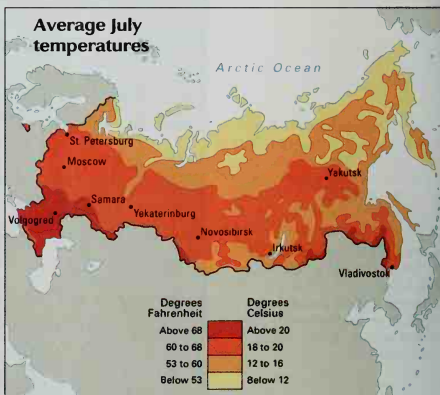 Average July
temperatures
Arctic Ocean
St. Petersburg
Moscow
Yakutsk
Samara
Volgograd
Yekaterinburg
Novosibirsk
Irkutsk
Vladivostok
Degrees Fahrenheit Degrees Celsius
Above 68 Above 20
60 to 68 18 to 20
53 to 60 12 to 16
Below 53 Below 12